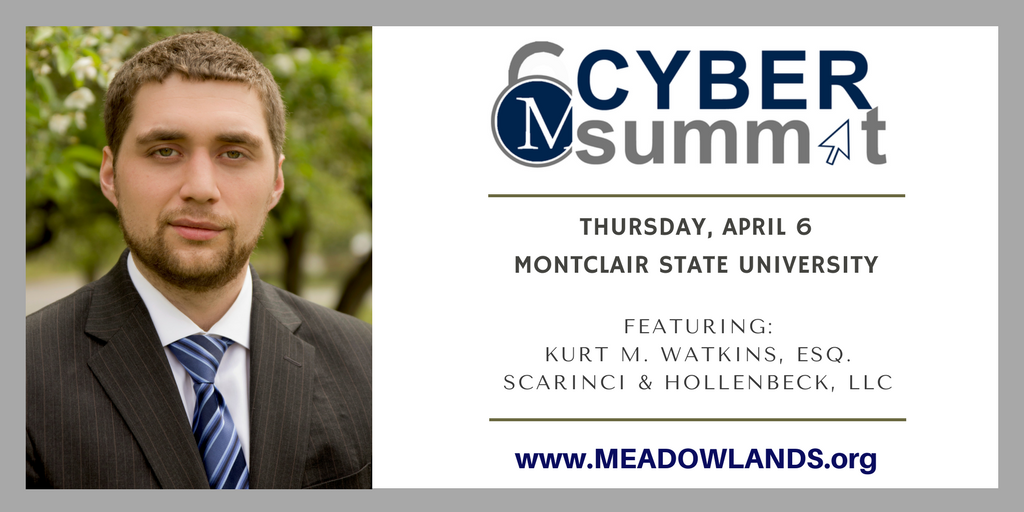 CYBER
M summit
THURSDAY, APRIL 6
MONTCLAIR STATE UNIVERSITY
FEATURING:
KURT M. WATKINS, ESQ.
SCARINCI & HOLLENBECK, LLC
www.MEADOWLANDS.org